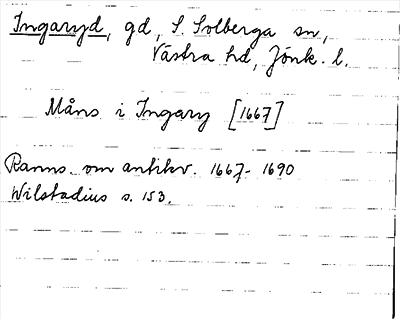 Ingaryd, gd, S. Solberga sn,
Västra hd, Jönk. l.
Måns i Ingary [1667]
Ranns. om antikv. 1667-1690
Wilstadius s. 153.